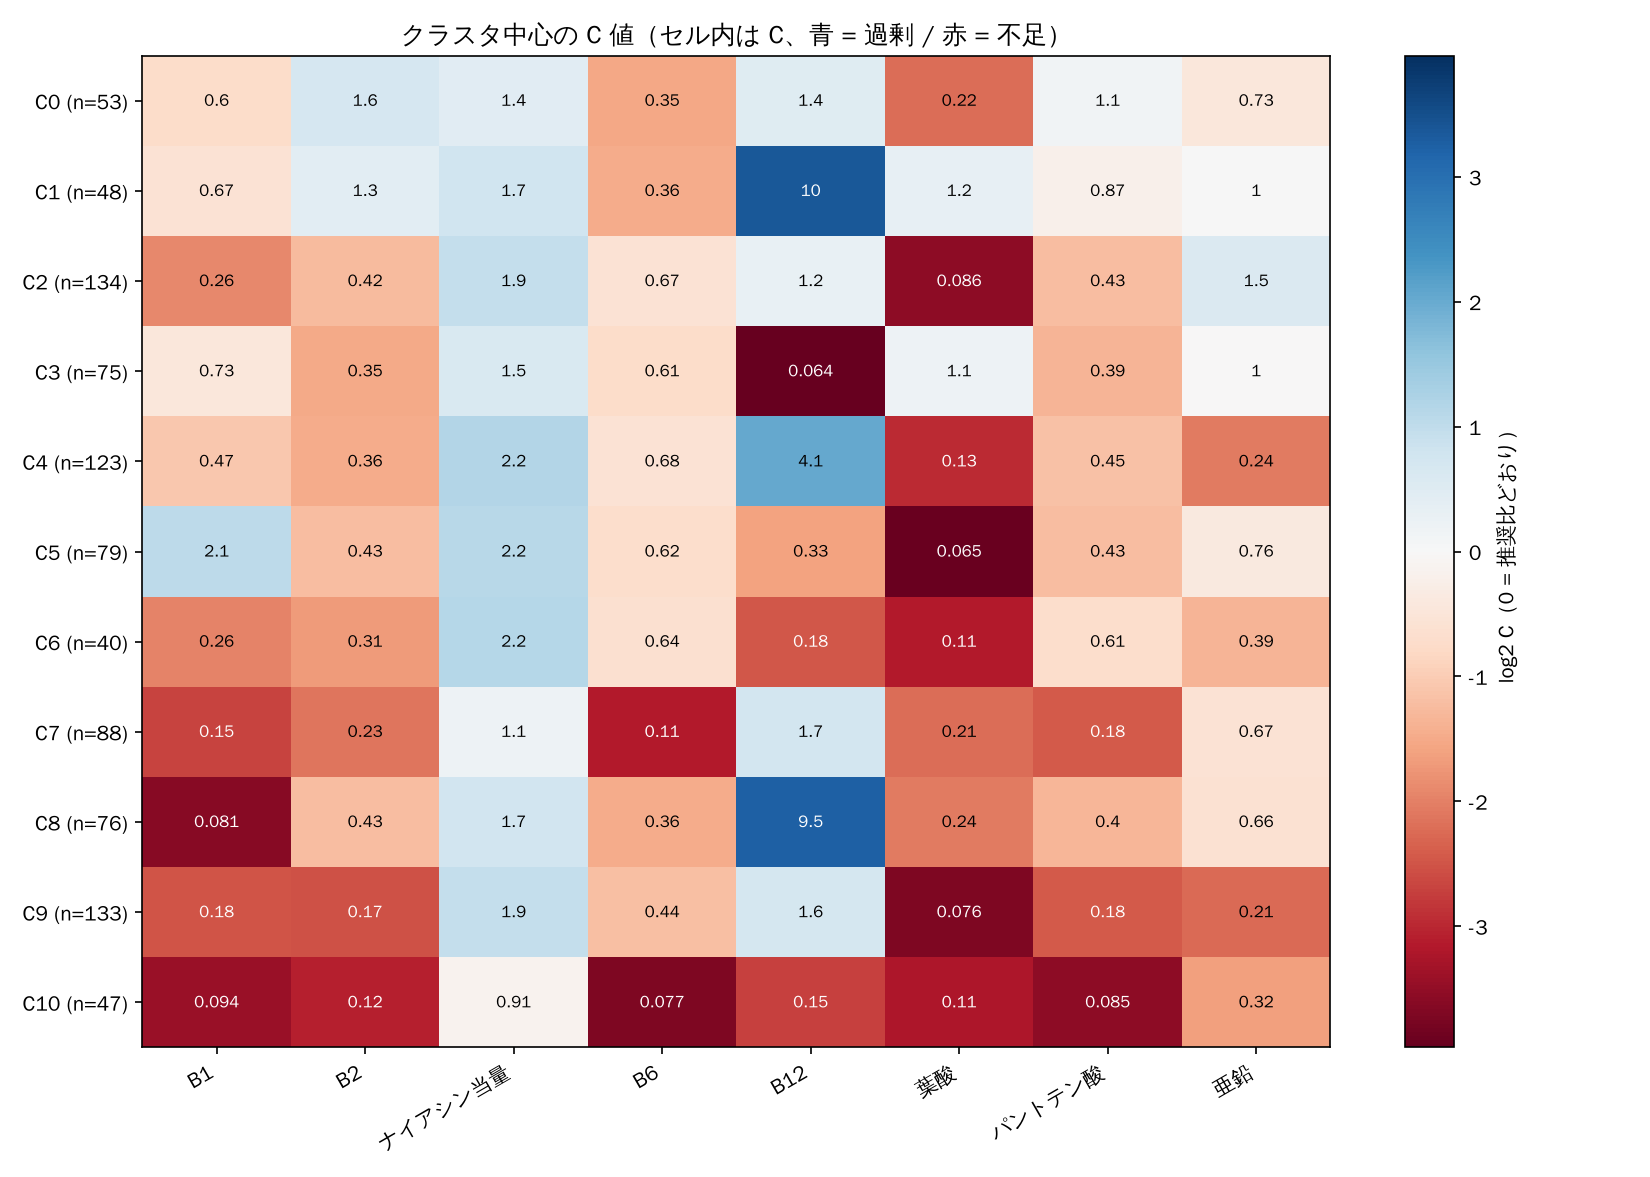 クラスタ中心の C 値（セル内は C、青 = 過剰 / 赤 = 不足）
C0 (n=53) 0.6 1.6 1.4 0.35 1.4 0.22 1.1 0.73
C1 (n=48) 0.67 1.3 1.7 0.36 10 1.2 0.87 1
C2 (n=134) 0.26 0.42 1.9 0.67 1.2 0.086 0.43 1.5
C3 (n=75) 0.73 0.35 1.5 0.61 0.064 1.1 0.39 1
C4 (n=123) 0.47 0.36 2.2 0.68 4.1 0.13 0.45 0.24
C5 (n=79) 2.1 0.43 2.2 0.62 0.33 0.065 0.43 0.76
C6 (n=40) 0.26 0.31 2.2 0.64 0.18 0.11 0.61 0.39
C7 (n=88) 0.15 0.23 1.1 0.11 1.7 0.21 0.18 0.67
C8 (n=76) 0.081 0.43 1.7 0.36 9.5 0.24 0.4 0.66
C9 (n=133) 0.18 0.17 1.9 0.44 1.6 0.076 0.18 0.21
C10 (n=47) 0.094 0.12 0.91 0.077 0.15 0.11 0.085 0.32
B1 B2 ナイアシン当量 B6 B12 葉酸 パントテン酸 亜鉛
3
2
1
0
-1
-2
-3
log2 C（0 = 推奨比どおり）